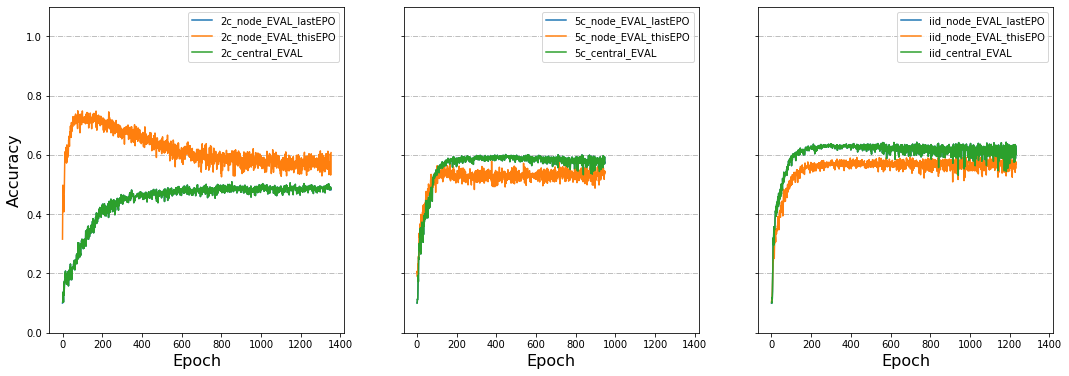 Accuracy
1.0
0.8
0.6
0.4
0.2
0.0
2c_node_EVAL_lastEPO
2c_node_EVAL_thisEPO
2c_central_EVAL
0 200 400 600 800 1000 1200 1400
Epoch
5c_node_EVAL_lastEPO
5c_node_EVAL_thisEPO
5c_central_EVAL
0 200 400 600 800 1000 1200 1400
Epoch
iid_node_EVAL_lastEPO
iid_node_EVAL_thisEPO
iid_central_EVAL
0 200 400 600 800 1000 1200 1400
Epoch